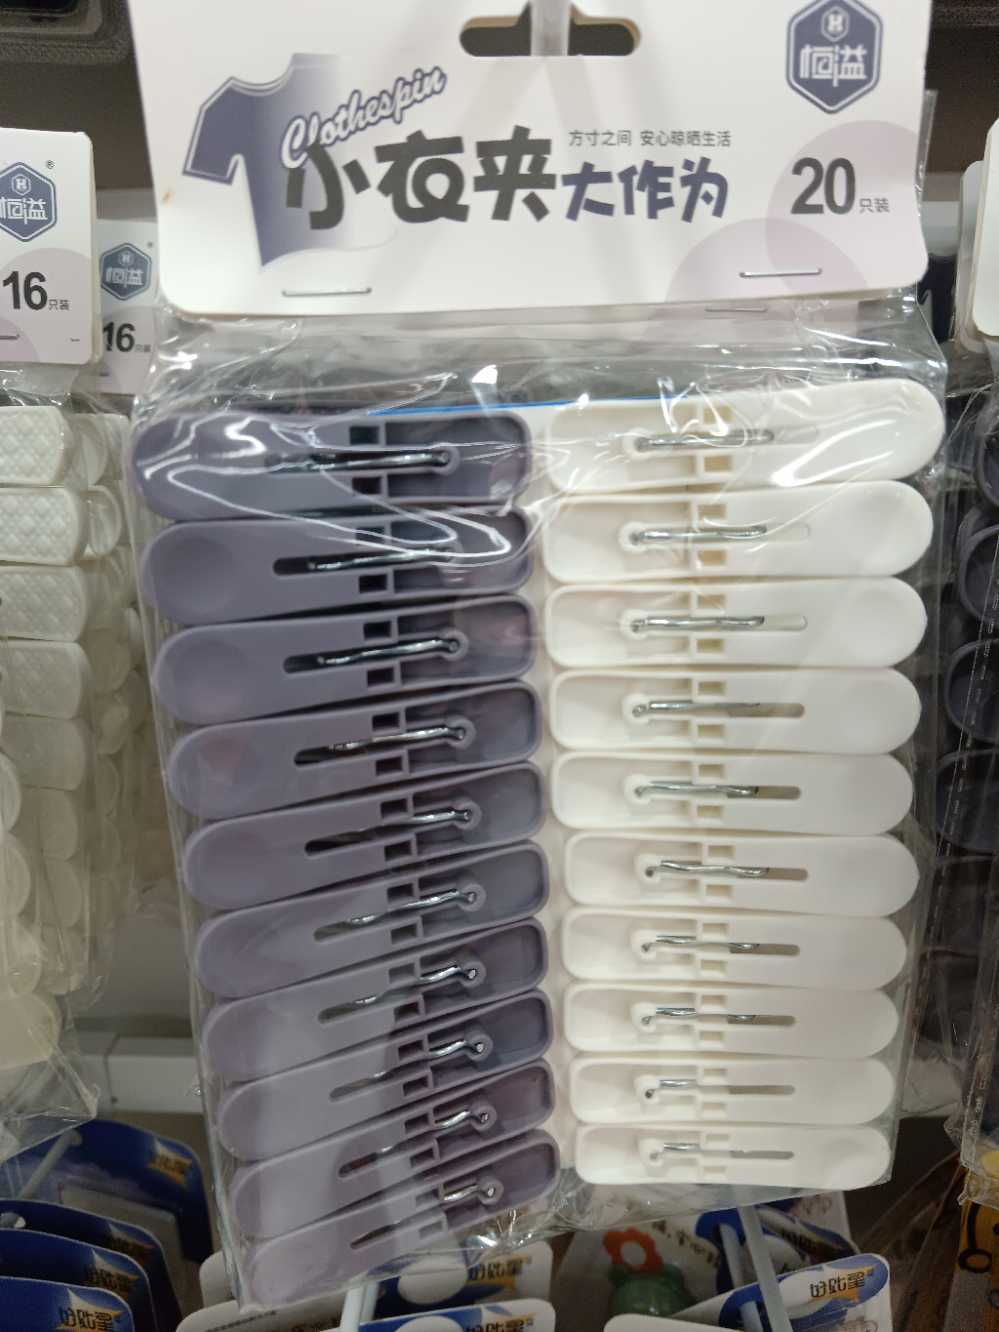 恒溢
Clothespin
方寸之间 安心晾晒生活
小衣夹大作为
20只装
恒溢
16只装
恒溢
16只装